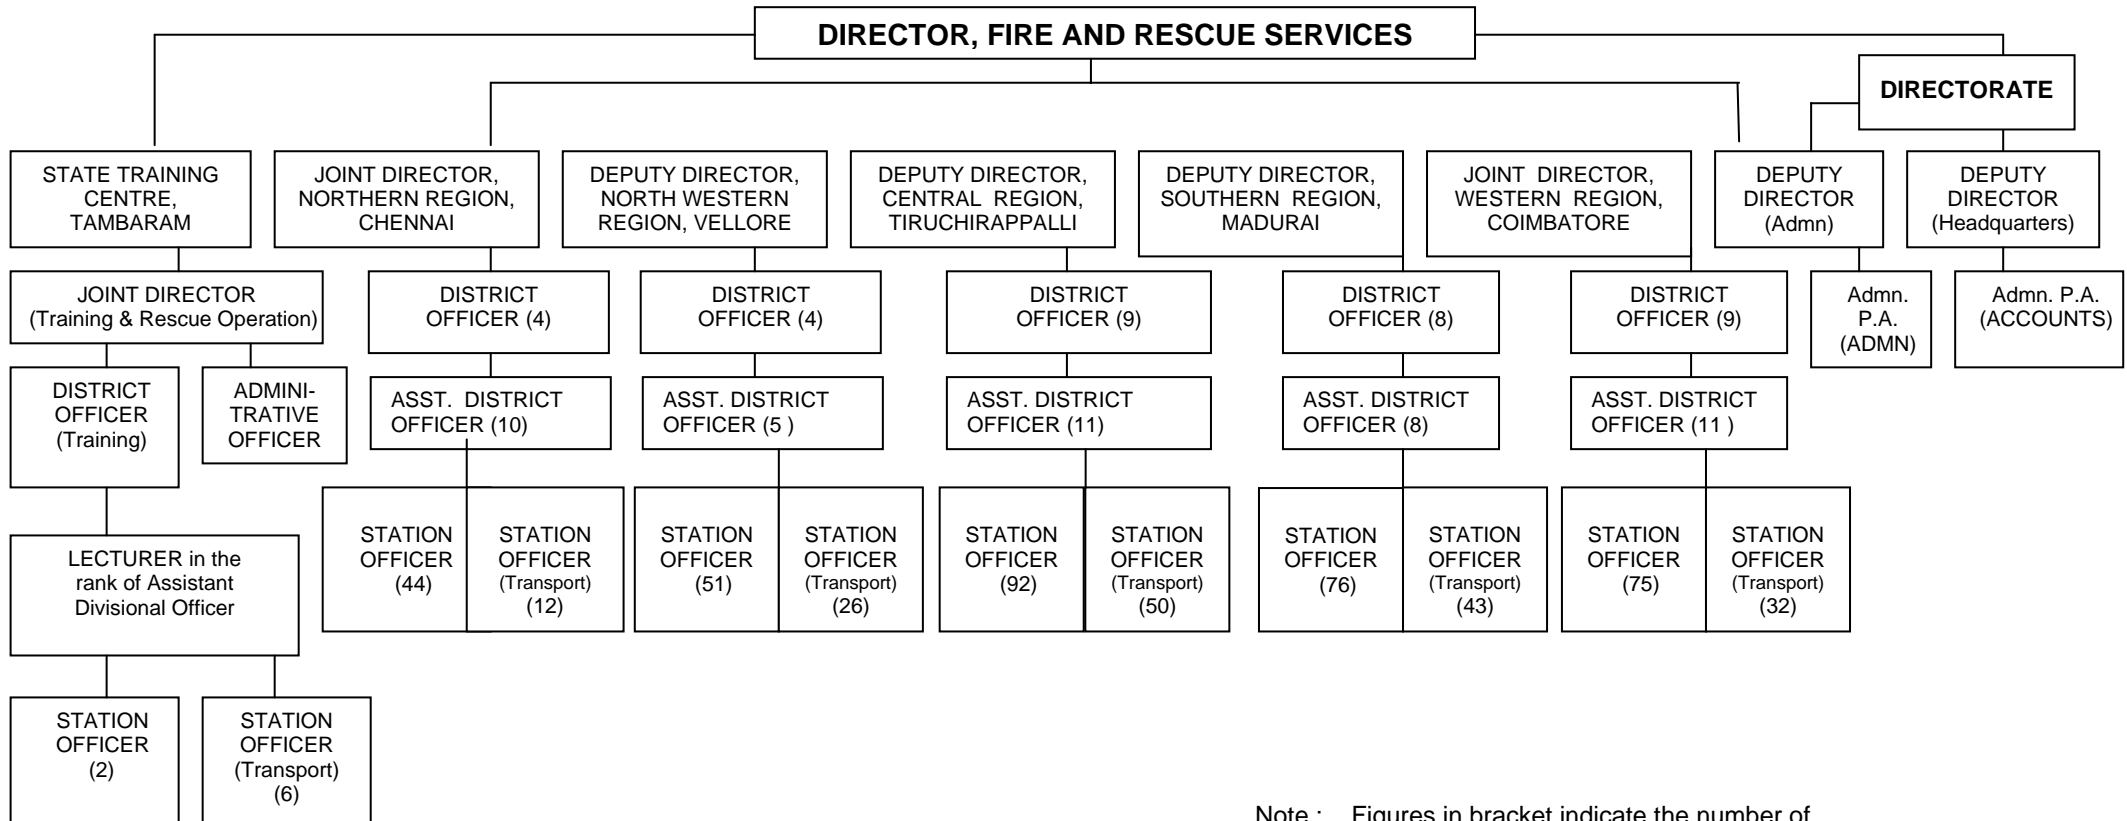 DIRECTOR, FIRE AND RESCUE SERVICES
DIRECTORATE
STATE TRAINING
CENTRE,
TAMBARAM
JOINT DIRECTOR,
NORTHERN REGION,
CHENNAI
DEPUTY DIRECTOR,
NORTH WESTERN
REGION, VELLORE
DEPUTY DIRECTOR,
CENTRAL REGION,
TIRUCHIRAPPALLI
DEPUTY DIRECTOR,
SOUTHERN REGION,
MADURAI
JOINT DIRECTOR,
WESTERN REGION,
COIMBATORE
DEPUTY
DIRECTOR
(Admn)
DEPUTY
DIRECTOR
(Headquarters)
JOINT DIRECTOR
(Training & Rescue Operation)
DISTRICT
OFFICER (4)
DISTRICT
OFFICER (4)
DISTRICT
OFFICER (9)
DISTRICT
OFFICER (8)
DISTRICT
OFFICER (9)
Admn.
P.A.
(ADMN)
Admn. P.A.
(ACCOUNTS)
DISTRICT
OFFICER
(Training)
ADMINI-
TRATIVE
OFFICER
ASST. DISTRICT
OFFICER (10)
ASST. DISTRICT
OFFICER (5 )
ASST. DISTRICT
OFFICER (11)
ASST. DISTRICT
OFFICER (8)
ASST. DISTRICT
OFFICER (11 )
LECTURER in the
rank of Assistant
Divisional Officer
STATION
OFFICER
(44)
STATION
OFFICER
(Transport)
(12)
STATION
OFFICER
(51)
STATION
OFFICER
(Transport)
(26)
STATION
OFFICER
(92)
STATION
OFFICER
(Transport)
(50)
STATION
OFFICER
(76)
STATION
OFFICER
(Transport)
(43)
STATION
OFFICER
(75)
STATION
OFFICER
(Transport)
(32)
STATION
OFFICER
(2)
STATION
OFFICER
(Transport)
(6)
Note : Figures in bracket indicate the number of